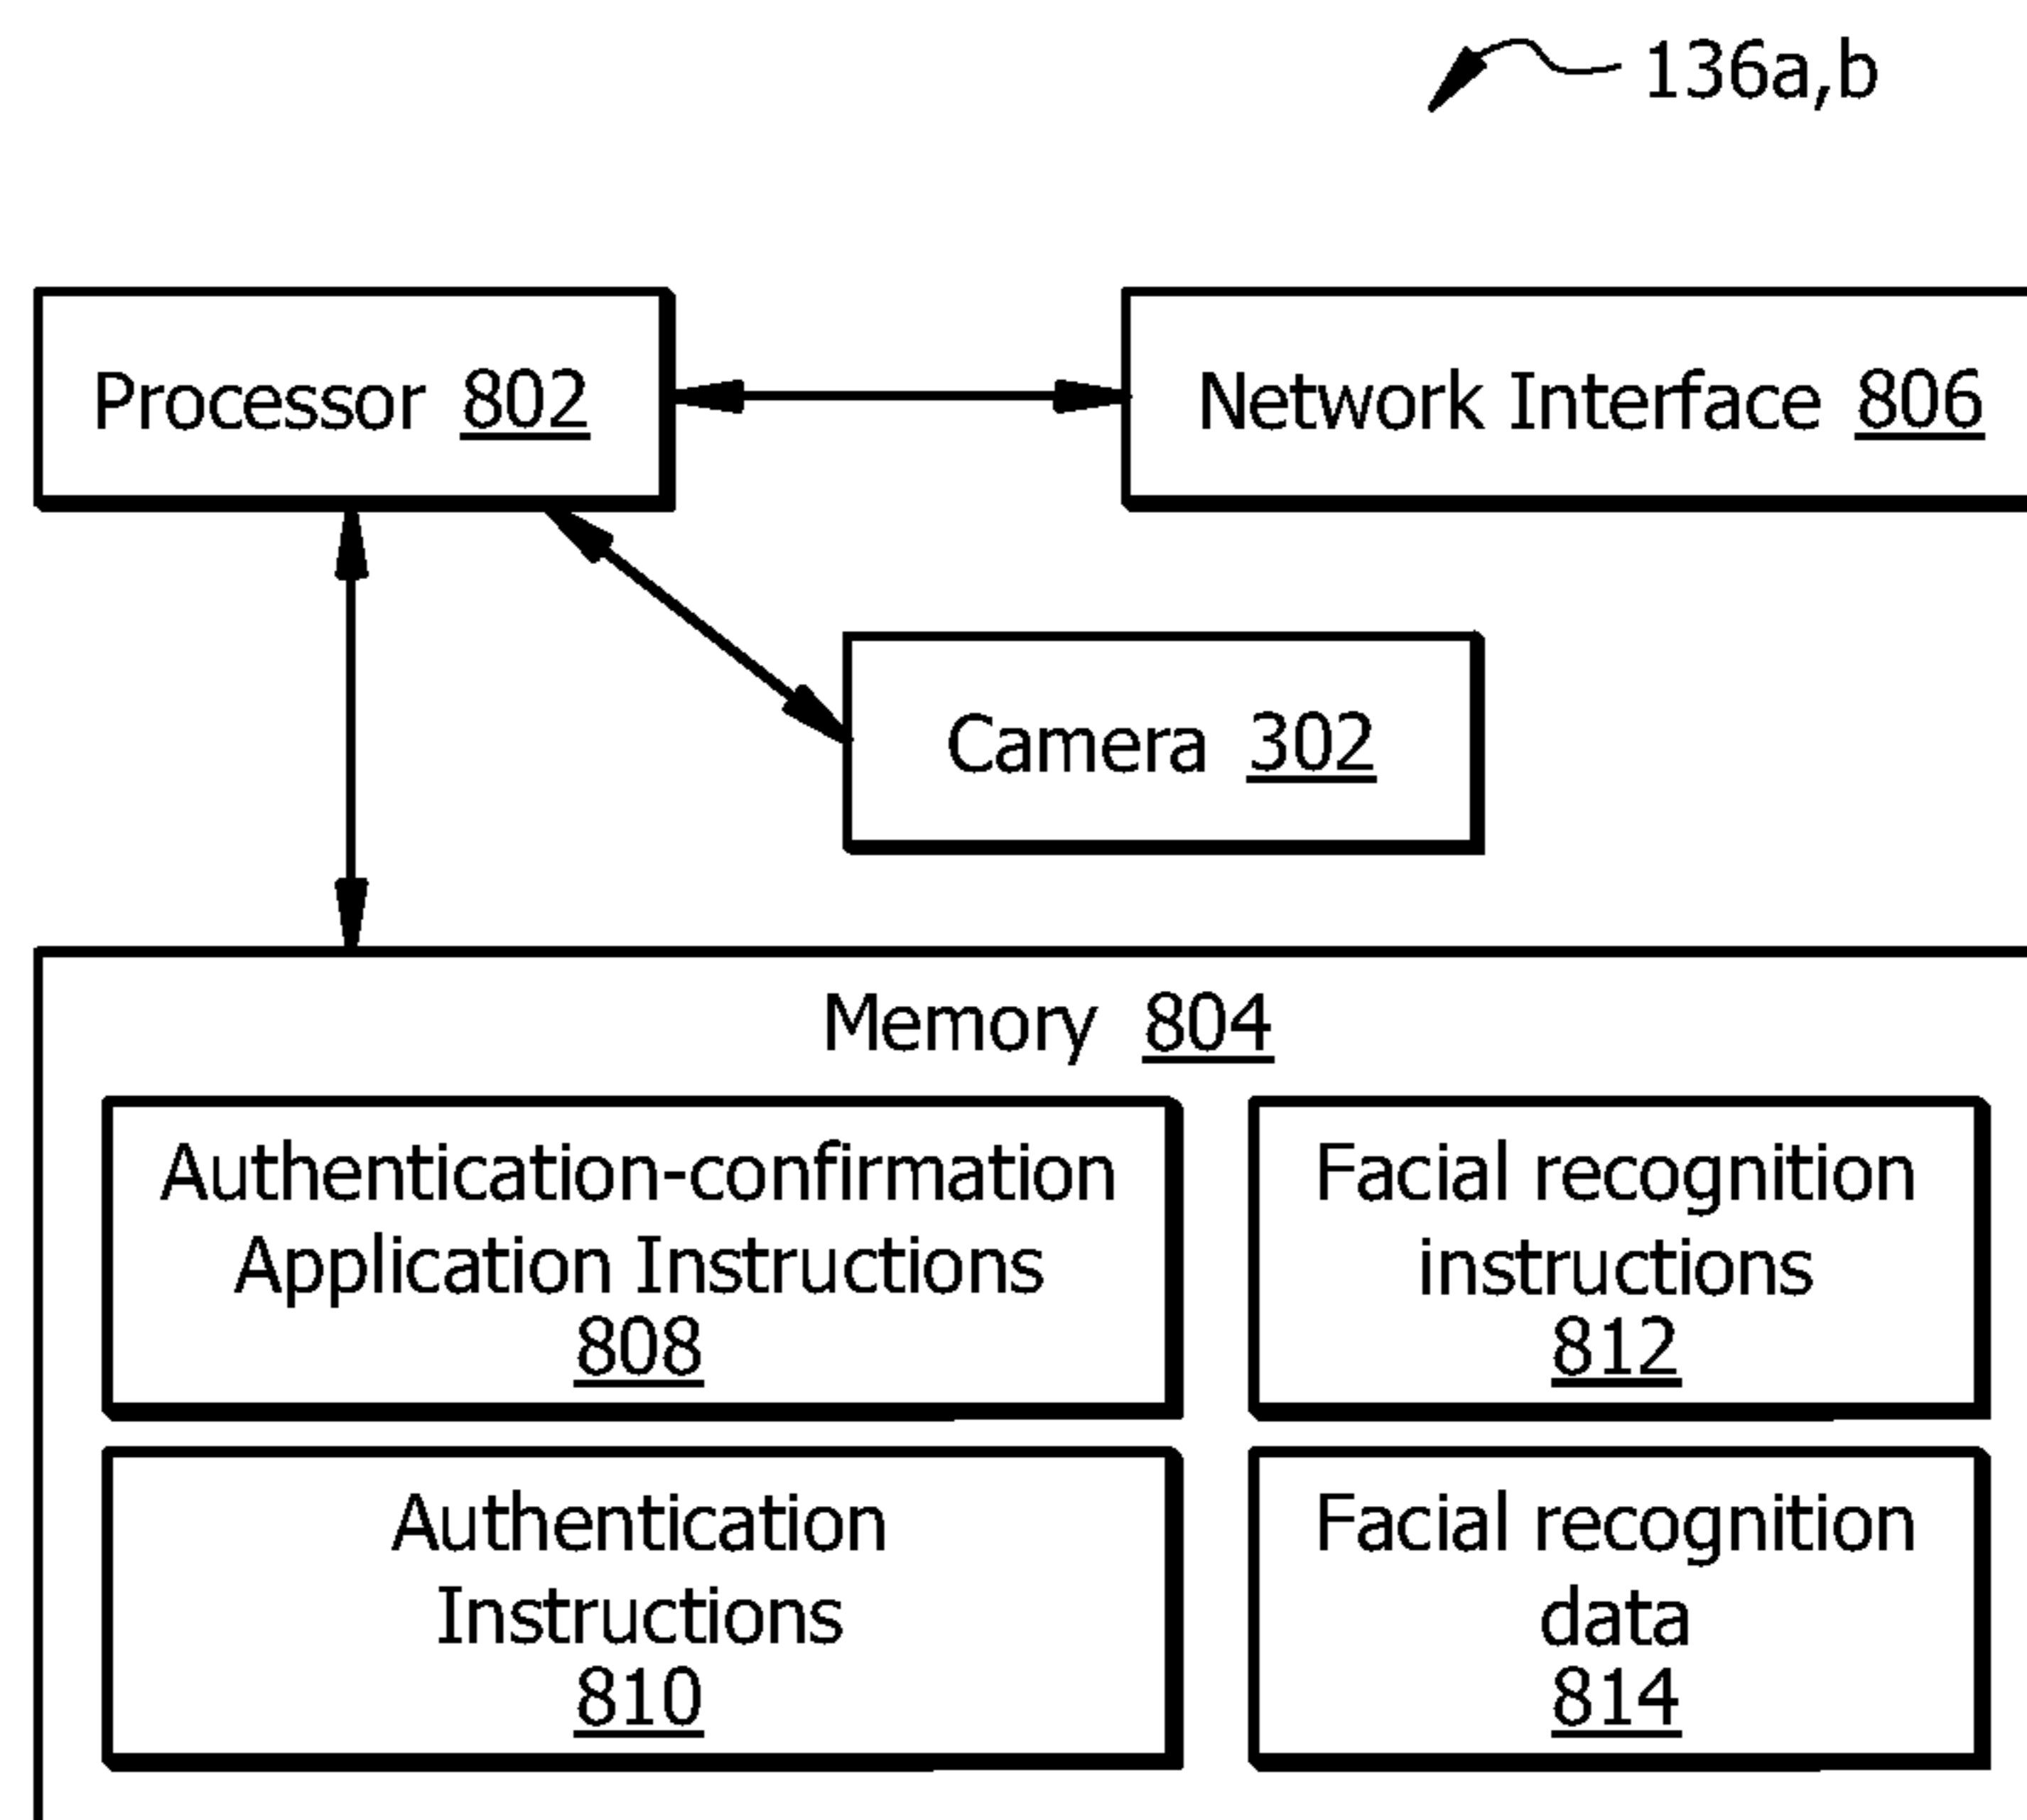 136a,b
Processor 802
Network Interface 806
Camera 302
Memory 804
Authentication-confirmation
Application Instructions
808
Facial recognition
instructions
812
Authentication
Instructions
810
Facial recognition
data
814